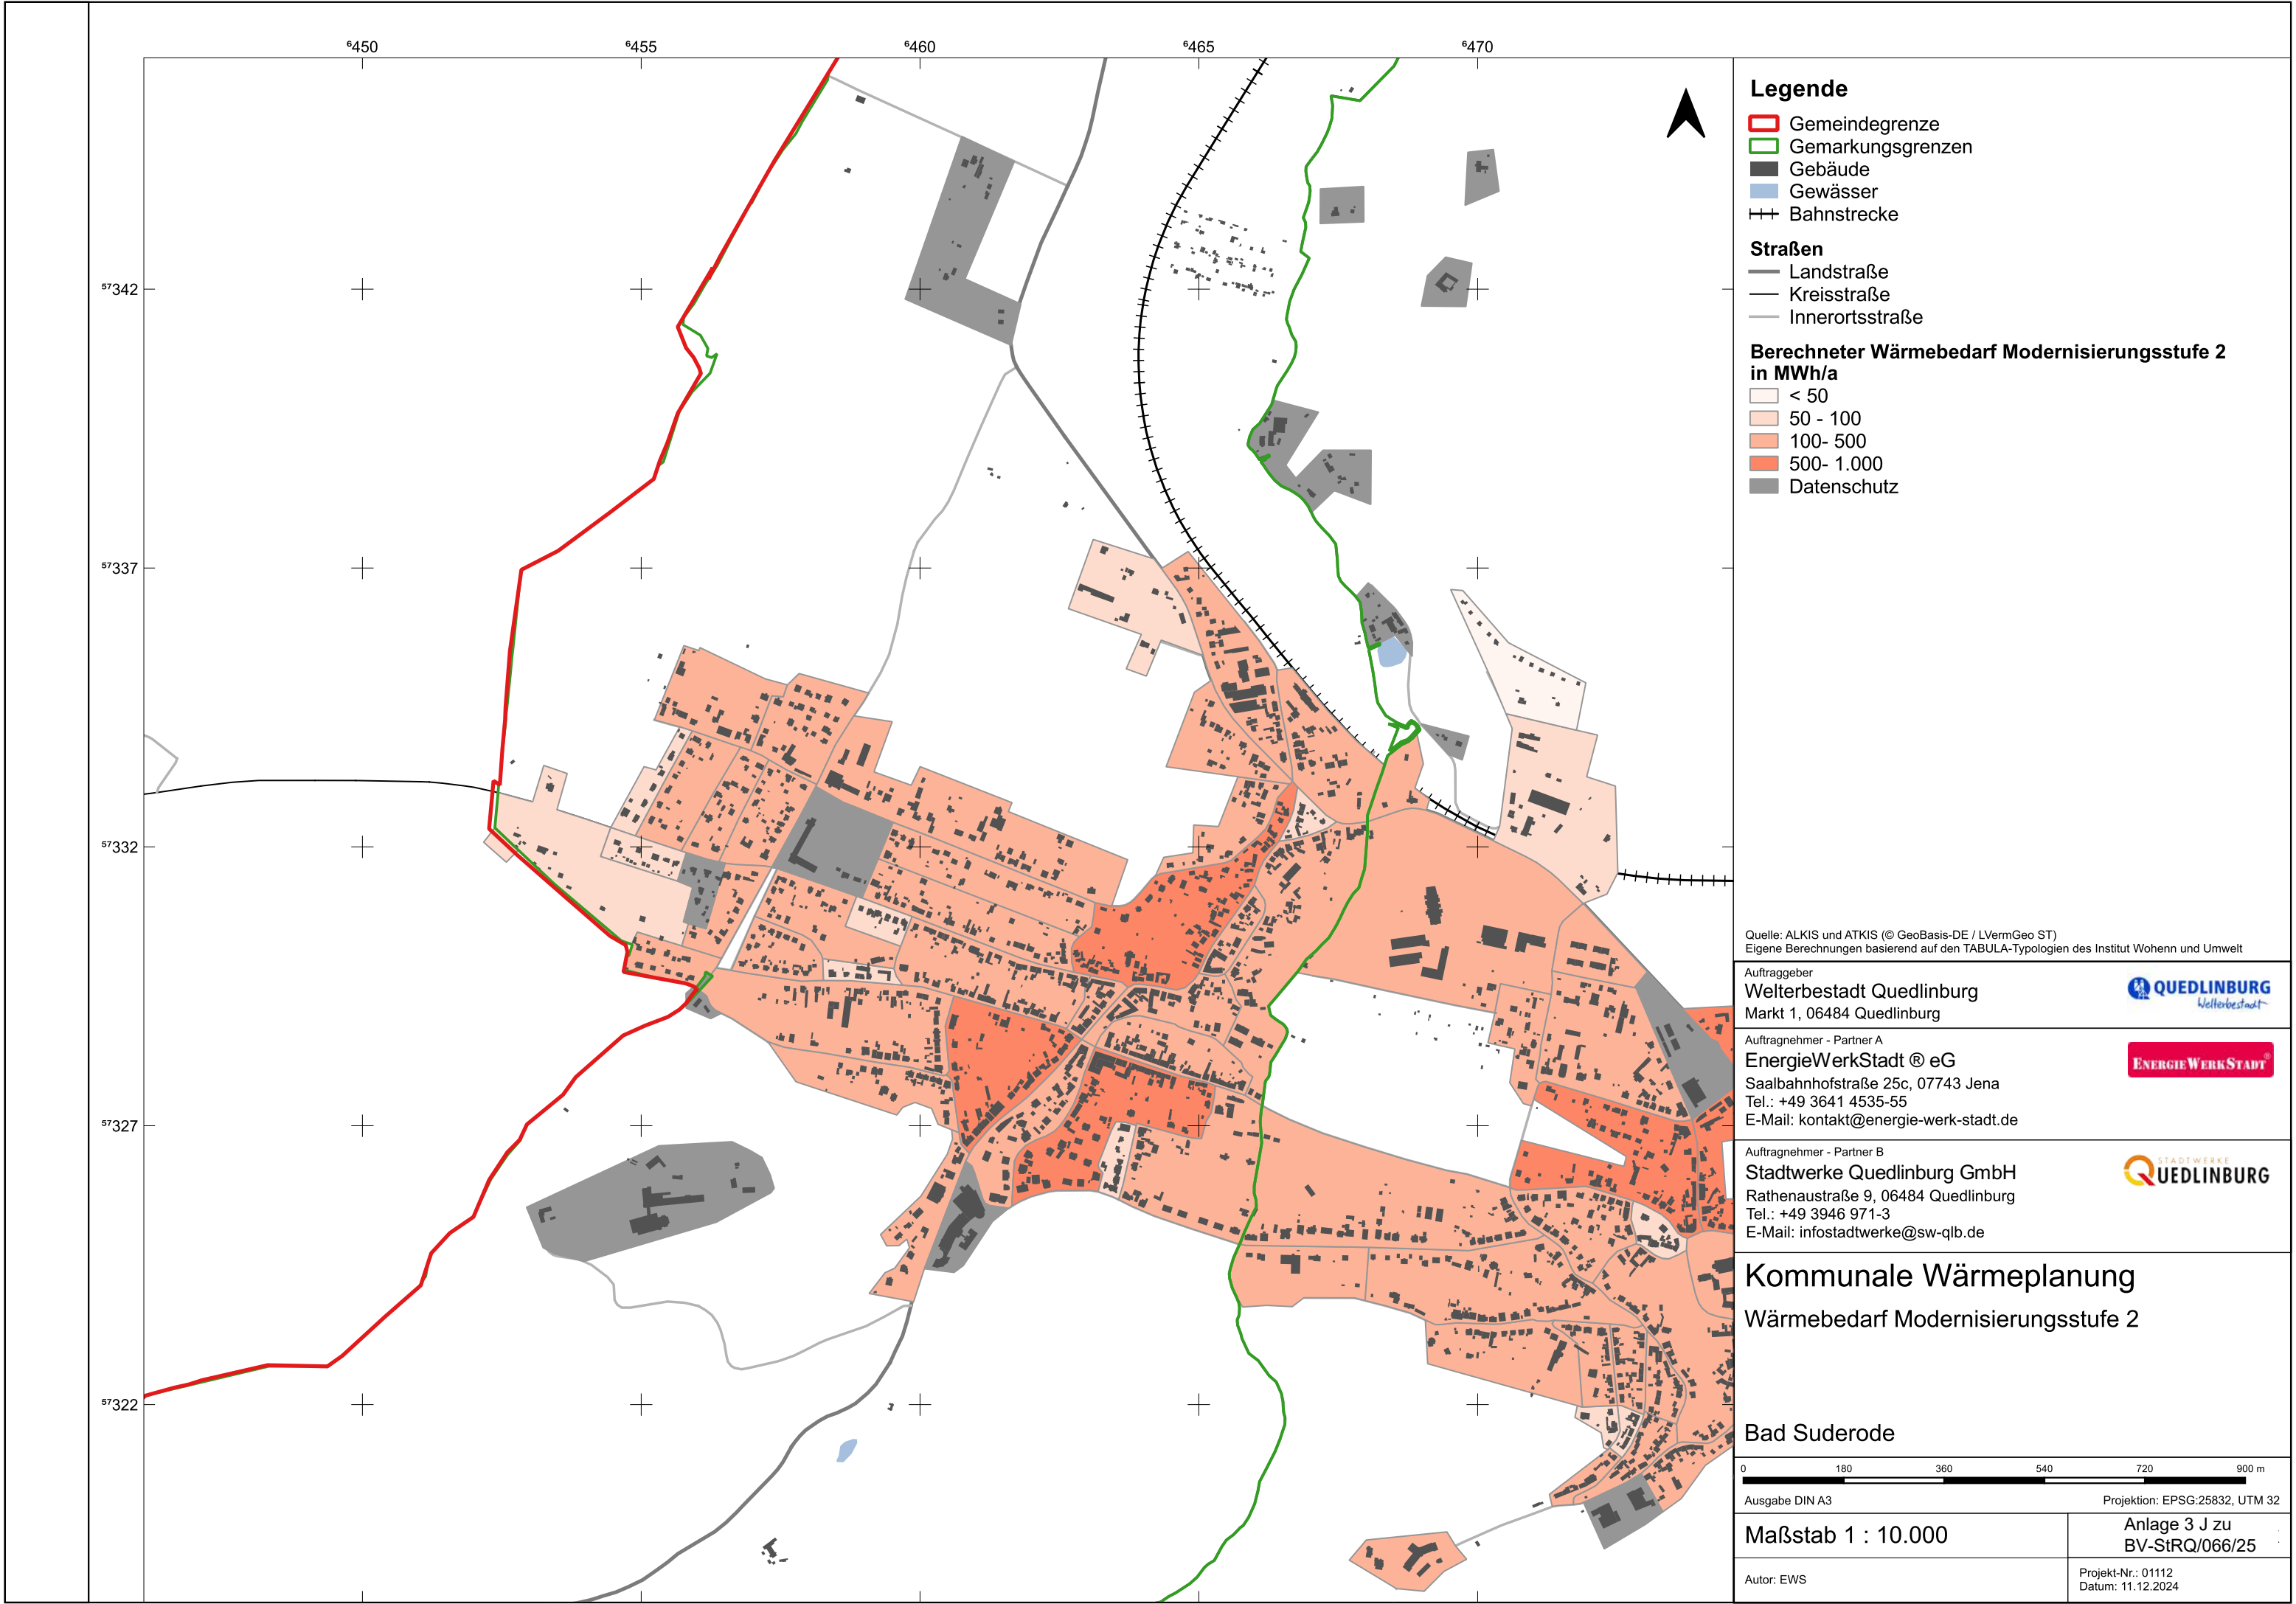 ⁶450
⁶455
⁶460
⁶465
⁶470
⁵⁷342
⁵⁷337
⁵⁷332
⁵⁷327
⁵⁷322
Legende
Gemeindegrenze
Gemarkungsgrenzen
Gebäude
Gewässer
Bahnstrecke
Straßen
Landstraße
Kreisstraße
Innerortsstraße
Berechneter Wärmebedarf Modernisierungsstufe 2
in MWh/a
< 50
50 - 100
100- 500
500- 1.000
Datenschutz
Quelle: ALKIS und ATKIS (© GeoBasis-DE / LVermGeo ST)
Eigene Berechnungen basierend auf den TABULA-Typologien des Institut Wohenn und Umwelt
Auftraggeber
Welterbestadt Quedlinburg
Markt 1, 06484 Quedlinburg
QUEDLINBURG
Welterbestadt
Auftragnehmer - Partner A
EnergieWerkStadt ® eG
Saalbahnhofstraße 25c, 07743 Jena
Tel.: +49 3641 4535-55
E-Mail: kontakt@energie-werk-stadt.de
ENERGIEWERKSTADT®
Auftragnehmer - Partner B
Stadtwerke Quedlinburg GmbH
Rathenaustraße 9, 06484 Quedlinburg
Tel.: +49 3946 971-3
E-Mail: infostadtwerke@sw-qlb.de
STADTWERKE
QUEDLINBURG
Kommunale Wärmeplanung
Wärmebedarf Modernisierungsstufe 2
Bad Suderode
0 180 360 540 720 900 m
Ausgabe DIN A3
Projektion: EPSG:25832, UTM 32
Maßstab 1 : 10.000
Anlage 3 J zu
BV-StRQ/066/25
Autor: EWS
Projekt-Nr.: 01112
Datum: 11.12.2024